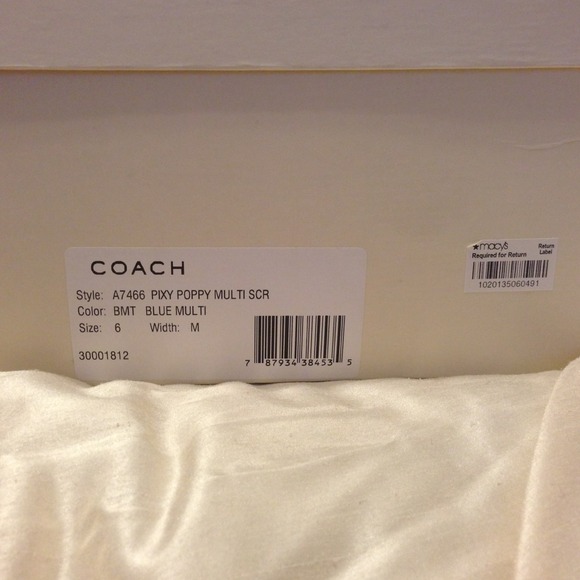 COACH
Style: A7466 PIXY POPPY MULTI SCR
Color: BMT BLUE MULTI
Size: 6 Width: M
30001812
7 87934 38453 5
★macy's Return
Required for Return Label
1020135060491